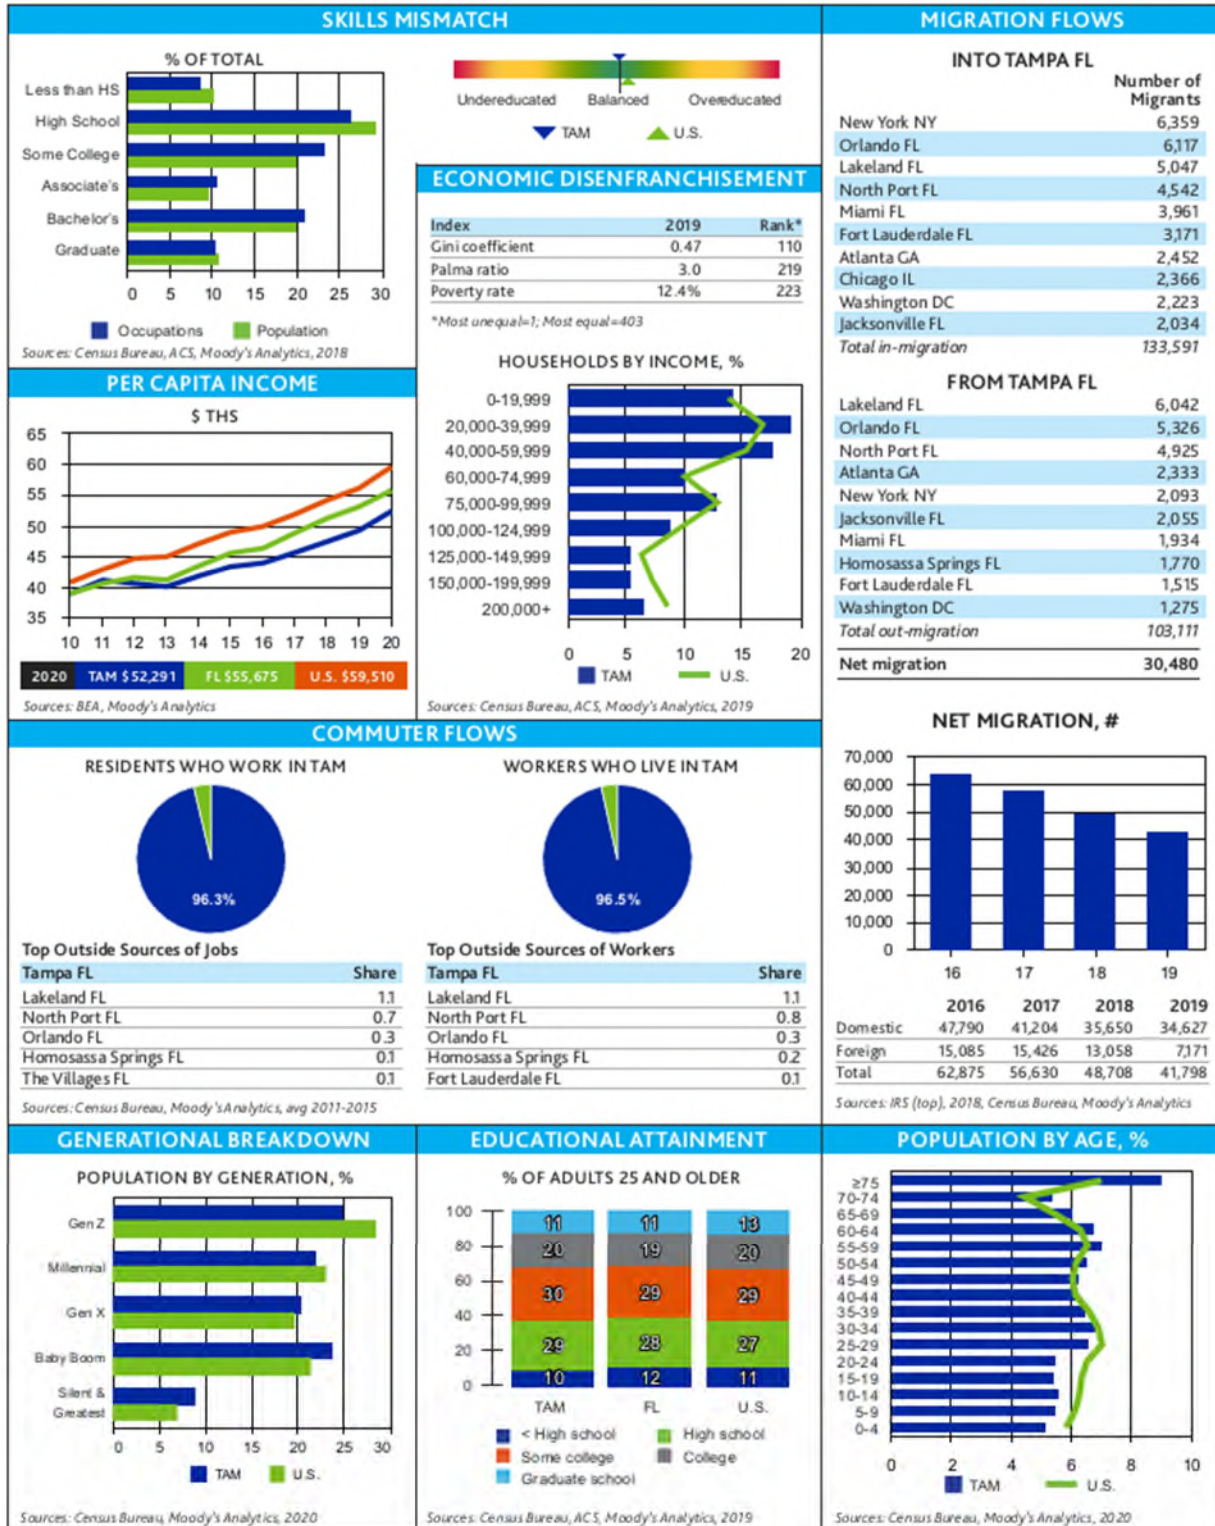 SKILLS MISMATCH
% OF TOTAL
Less than HS
High School
Some College
Associate's
Bachelor's
Graduate
0 5 10 15 20 25 30
Occupations Population
Sources: Census Bureau, ACS, Moody's Analytics, 2018
Undereducated Balanced Overeducated
TAM U.S.
PER CAPITA INCOME
$ THS
65
60
55
50
45
40
35
10 11 12 13 14 15 16 17 18 19 20
2020 TAM $52,291 FL $55,675 U.S. $59,510
Sources: BEA, Moody's Analytics
ECONOMIC DISENFRANCHISEMENT
Index 2019 Rank*
Gini coefficient 0.47 110
Palma ratio 3.0 219
Poverty rate 12.4% 223
*Most unequal=1; Most equal=403
HOUSEHOLDS BY INCOME, %
0-19,999
20,000-39,999
40,000-59,999
60,000-74,999
75,000-99,999
100,000-124,999
125,000-149,999
150,000-199,999
200,000+
0 5 10 15 20
TAM U.S.
Sources: Census Bureau, ACS, Moody's Analytics, 2019
MIGRATION FLOWS
INTO TAMPA FL
Number of
Migrants
New York NY 6,359
Orlando FL 6,117
Lakeland FL 5,047
North Port FL 4,542
Miami FL 3,961
Fort Lauderdale FL 3,171
Atlanta GA 2,452
Chicago IL 2,366
Washington DC 2,223
Jacksonville FL 2,034
Total in-migration 133,591
FROM TAMPA FL
Lakeland FL 6,042
Orlando FL 5,326
North Port FL 4,925
Atlanta GA 2,333
New York NY 2,093
Jacksonville FL 2,055
Miami FL 1,934
Homosassa Springs FL 1,770
Fort Lauderdale FL 1,515
Washington DC 1,275
Total out-migration 103,111
Net migration 30,480
NET MIGRATION, #
70,000
60,000
50,000
40,000
30,000
20,000
10,000
0
16 17 18 19
2016 2017 2018 2019
Domestic 47,790 41,204 35,650 34,627
Foreign 15,085 15,426 13,058 7,171
Total 62,875 56,630 48,708 41,798
Sources: IRS (top), 2018, Census Bureau, Moody's Analytics
COMMUTER FLOWS
RESIDENTS WHO WORK IN TAM
96.3%
Top Outside Sources of Jobs
Tampa FL Share
Lakeland FL 1.1
North Port FL 0.7
Orlando FL 0.3
Homosassa Springs FL 0.1
The Villages FL 0.1
Sources: Census Bureau, Moody's Analytics, avg 2011-2015
WORKERS WHO LIVE IN TAM
96.5%
Top Outside Sources of Workers
Tampa FL Share
Lakeland FL 1.1
North Port FL 0.8
Orlando FL 0.3
Homosassa Springs FL 0.2
Fort Lauderdale FL 0.1
GENERATIONAL BREAKDOWN
POPULATION BY GENERATION, %
Gen Z
Millennial
Gen X
Baby Boom
Silent &
Greatest
0 5 10 15 20 25 30
TAM U.S.
Sources: Census Bureau, Moody's Analytics, 2020
EDUCATIONAL ATTAINMENT
% OF ADULTS 25 AND OLDER
100
80
60
40
20
0
11 11 13
20 19 20
30 29 29
29 28 27
10 12 11
TAM FL U.S.
< High school High school
Some college College
Graduate school
Sources: Census Bureau, ACS, Moody's Analytics, 2019
POPULATION BY AGE, %
≥75
70-74
65-69
60-64
55-59
50-54
45-49
40-44
35-39
30-34
25-29
20-24
15-19
10-14
5-9
0-4
0 2 4 6 8 10
TAM U.S.
Sources: Census Bureau, Moody's Analytics, 2020